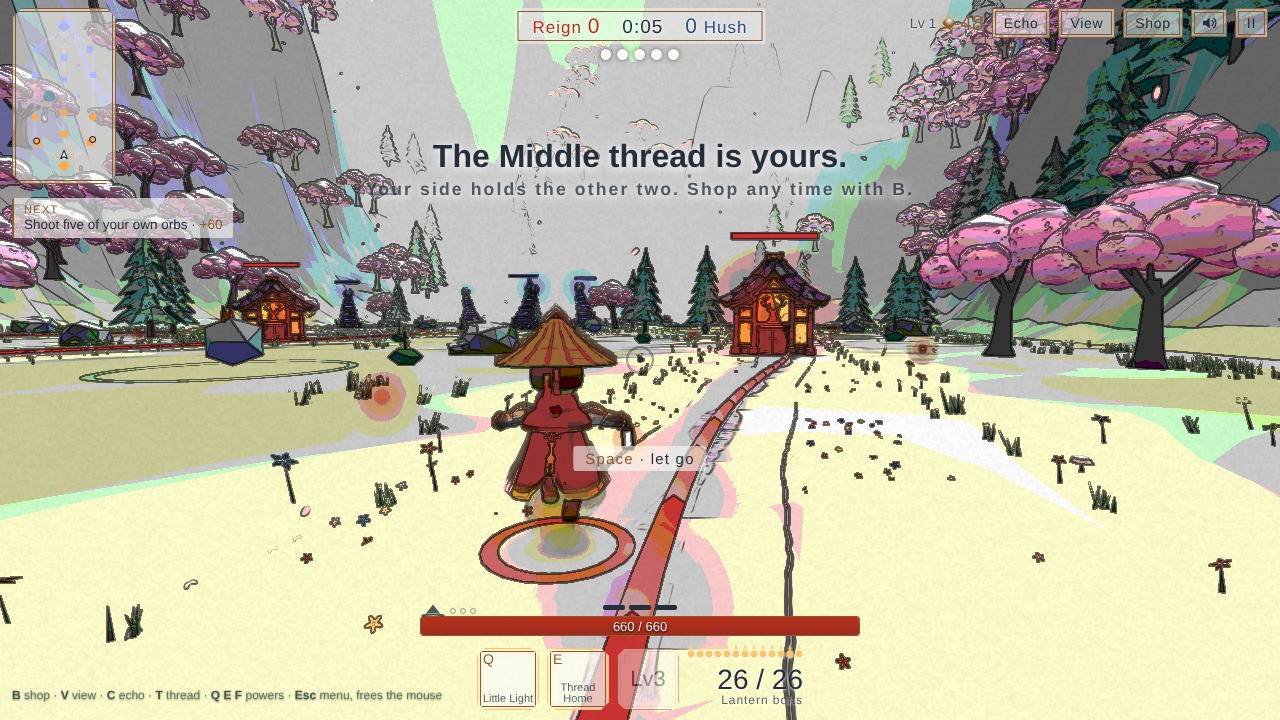 Reign 0 0:05 0 Hush
Lv 1
Echo
View
Shop
The Middle thread is yours.
Your side holds the other two. Shop any time with B.
NEXT
Shoot five of your own orbs · +60
Space · let go
660 / 660
Q
Little Light
E
Thread
Home
Lv3
26 / 26
Lantern bolts
B shop · V view · C echo · T thread · Q E F powers · Esc menu, frees the mouse